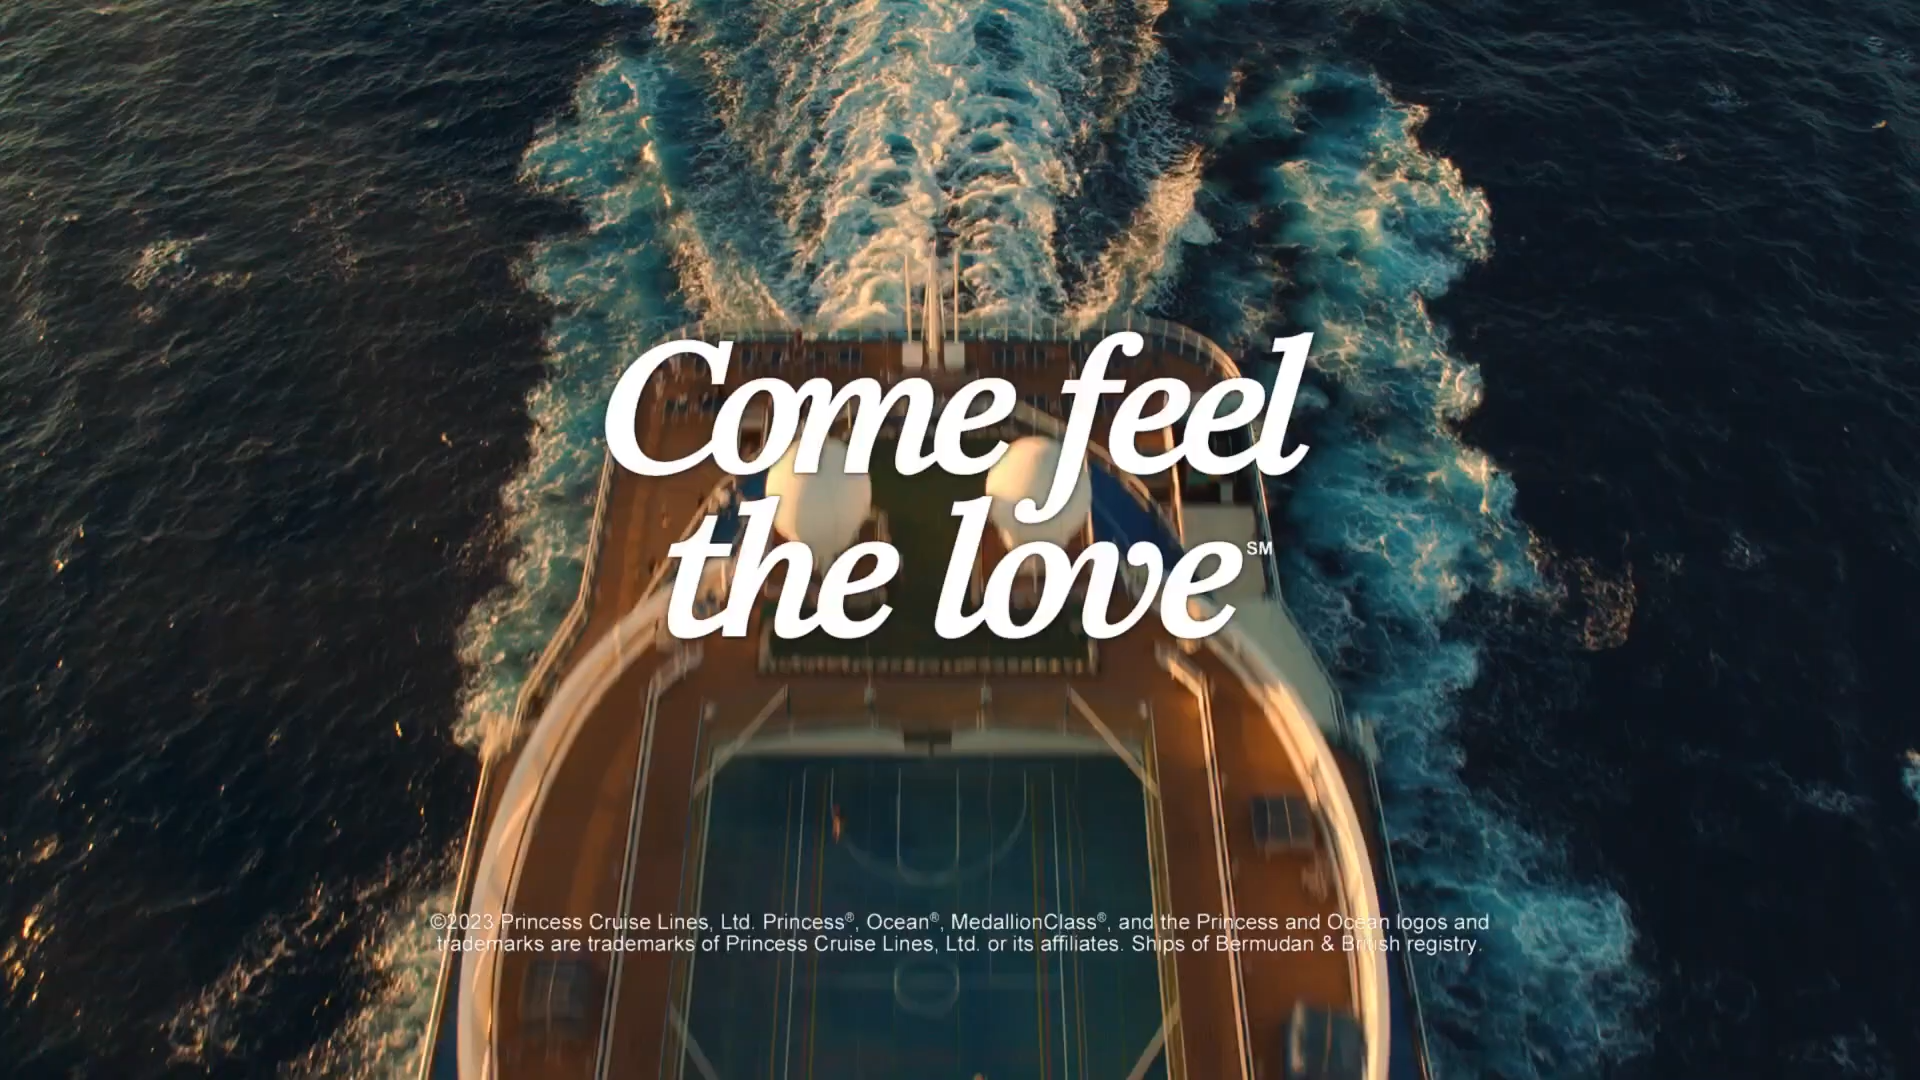 Come feel
the love℠
©2023 Princess Cruise Lines, Ltd. Princess®, Ocean®, MedallionClass®, and the Princess and Ocean logos and
trademarks are trademarks of Princess Cruise Lines, Ltd. or its affiliates. Ships of Bermudan & British registry.